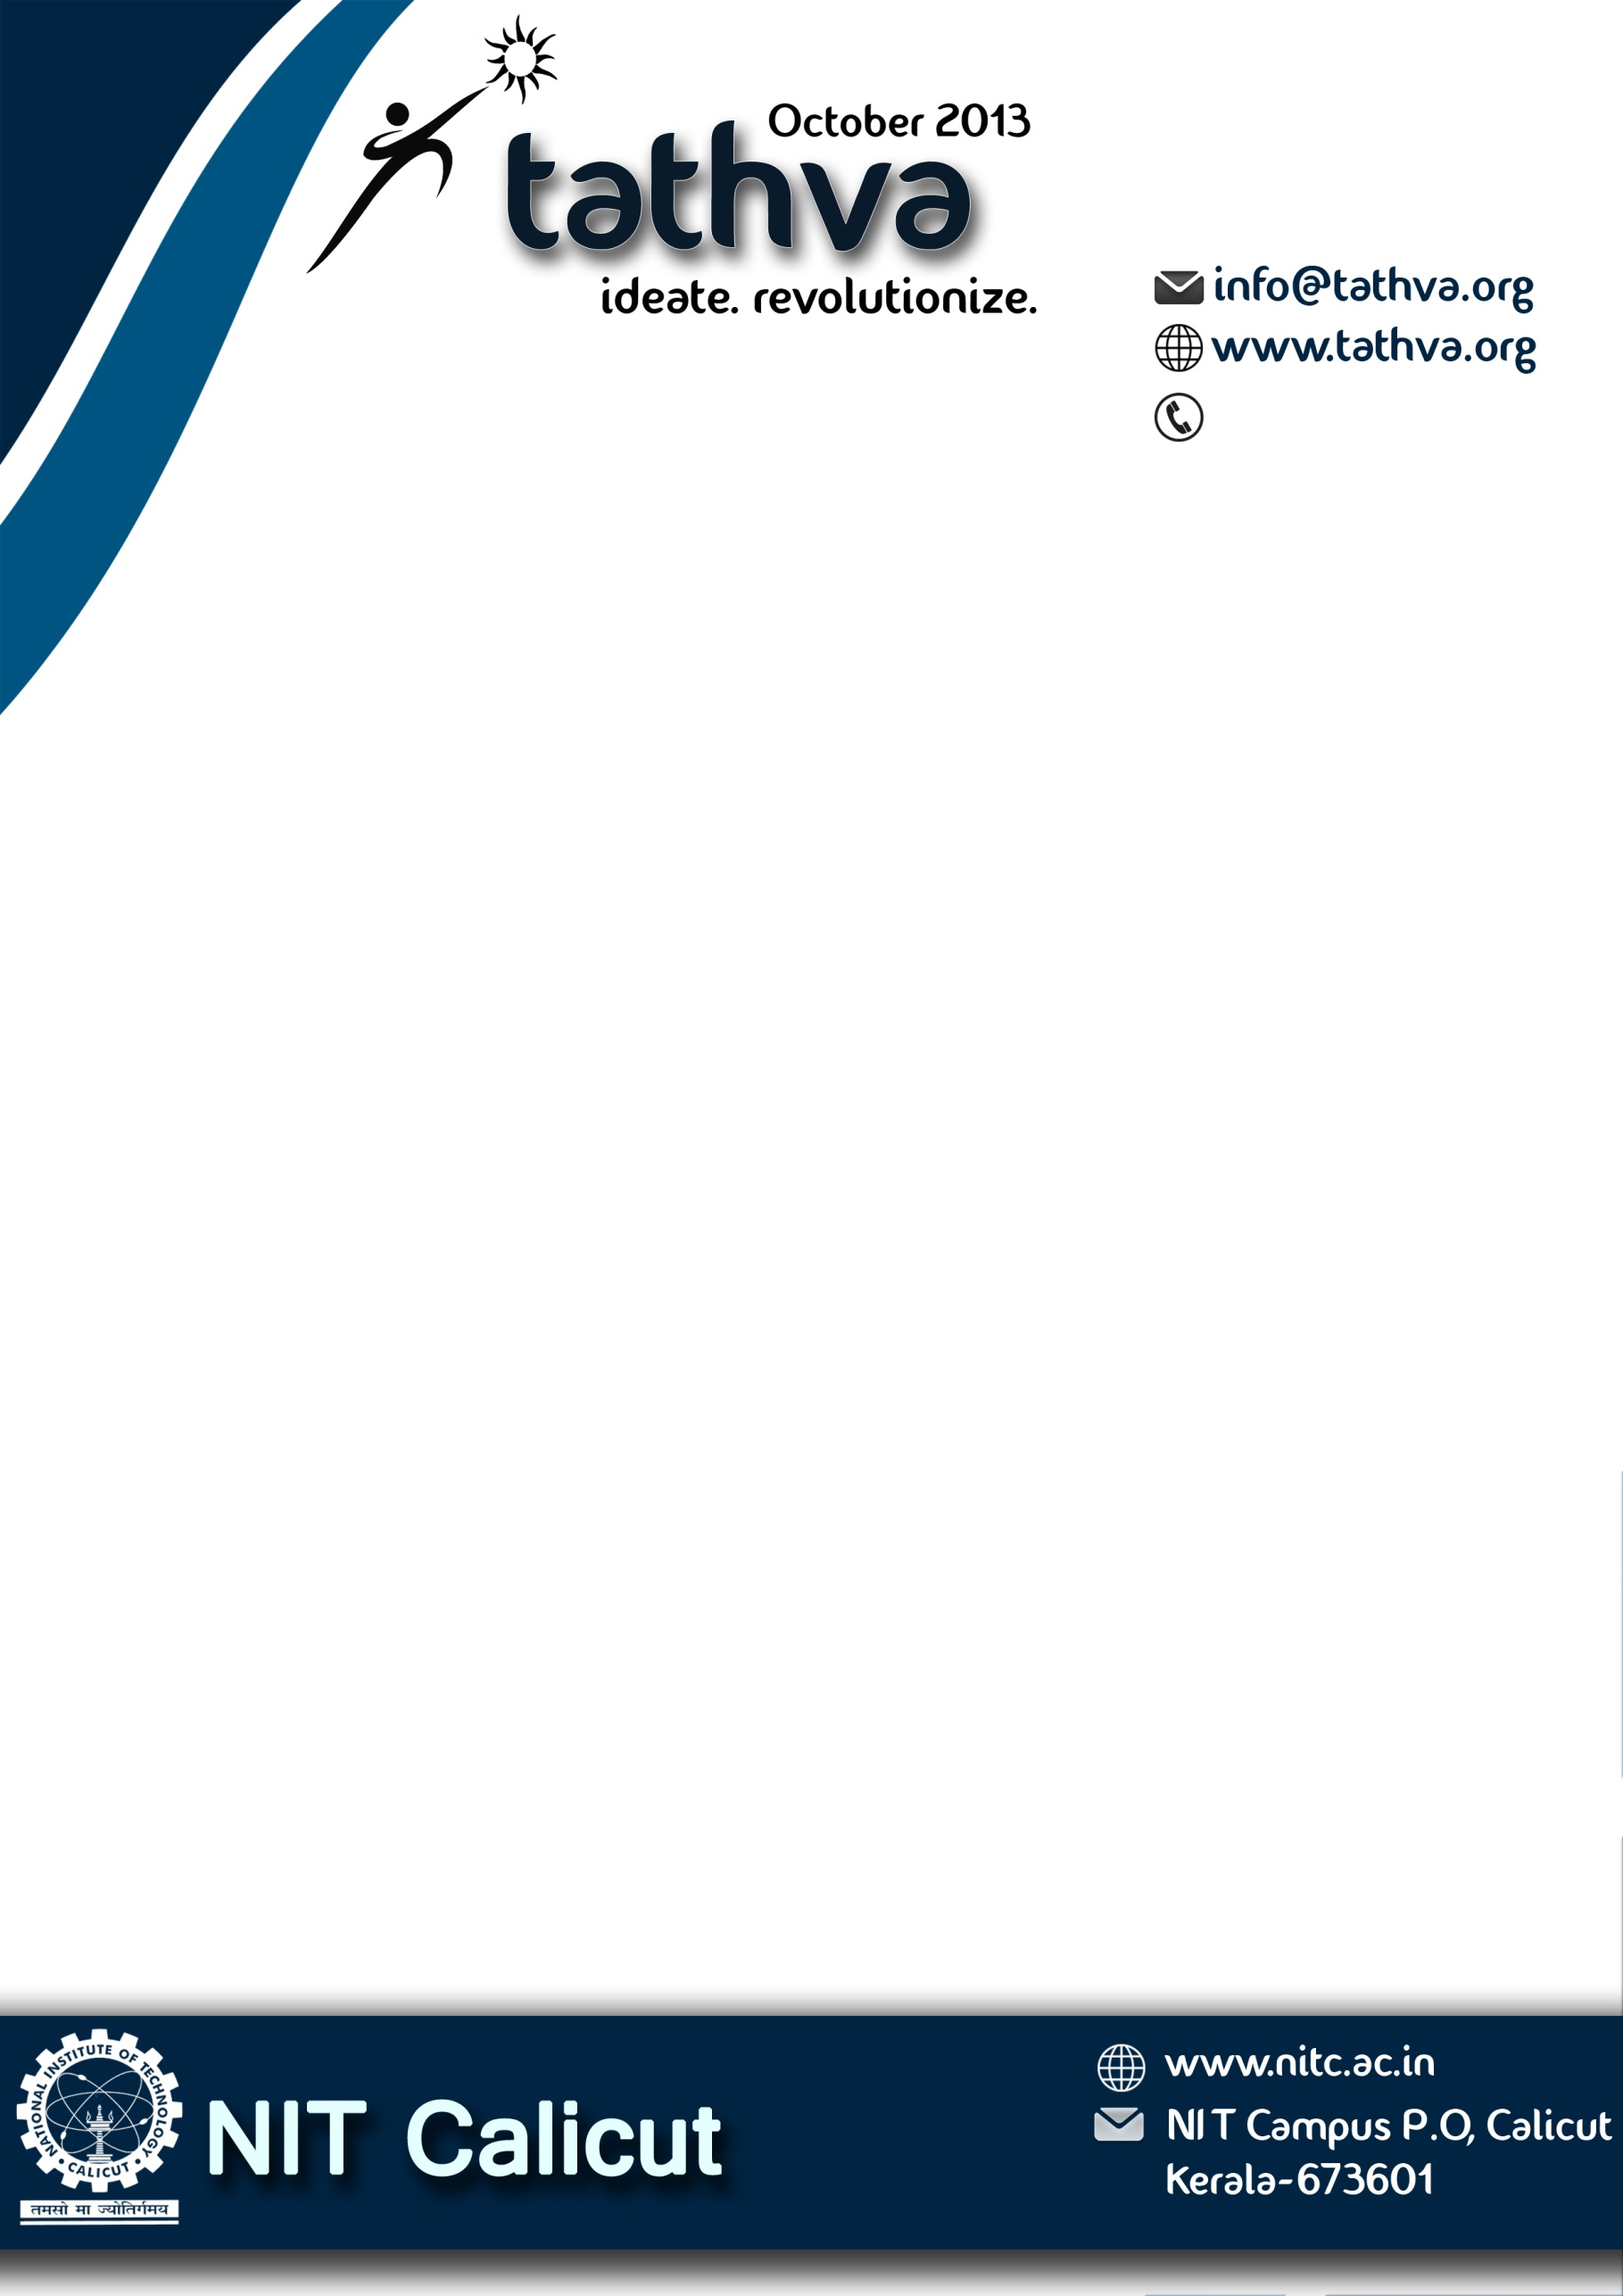 October 2013
tathva
ideate. revolutionize.
info@tathva.org
www.tathva.org
NATIONAL INSTITUTE OF TECHNOLOGY
• CALICUT •
तमसो मा ज्योतिर्गमय
NIT Calicut
www.nitc.ac.in
NIT Campus P.O, Calicut
Kerala-673601